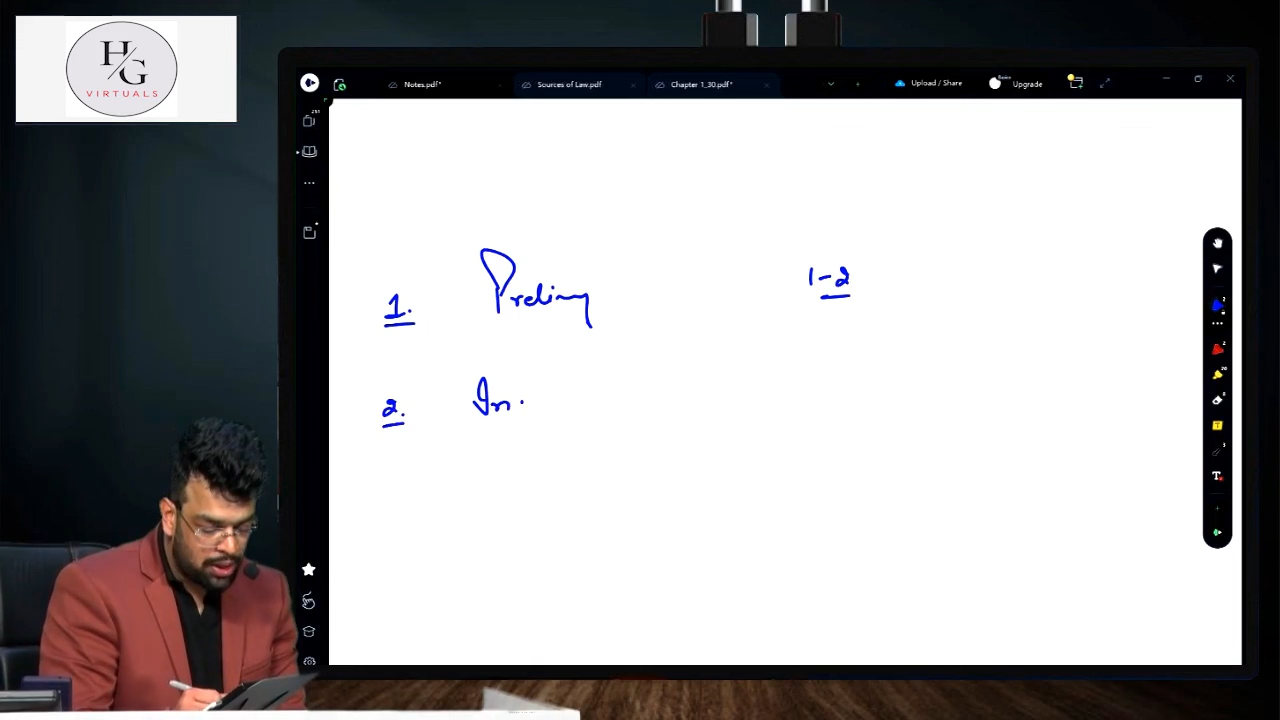 H/G
VIRTUALS
Notes.pdf*
Sources of Law.pdf
Chapter 1_30.pdf*
Upload / Share
Basics
Upgrade
1. Prelimy 1-2
2. In.